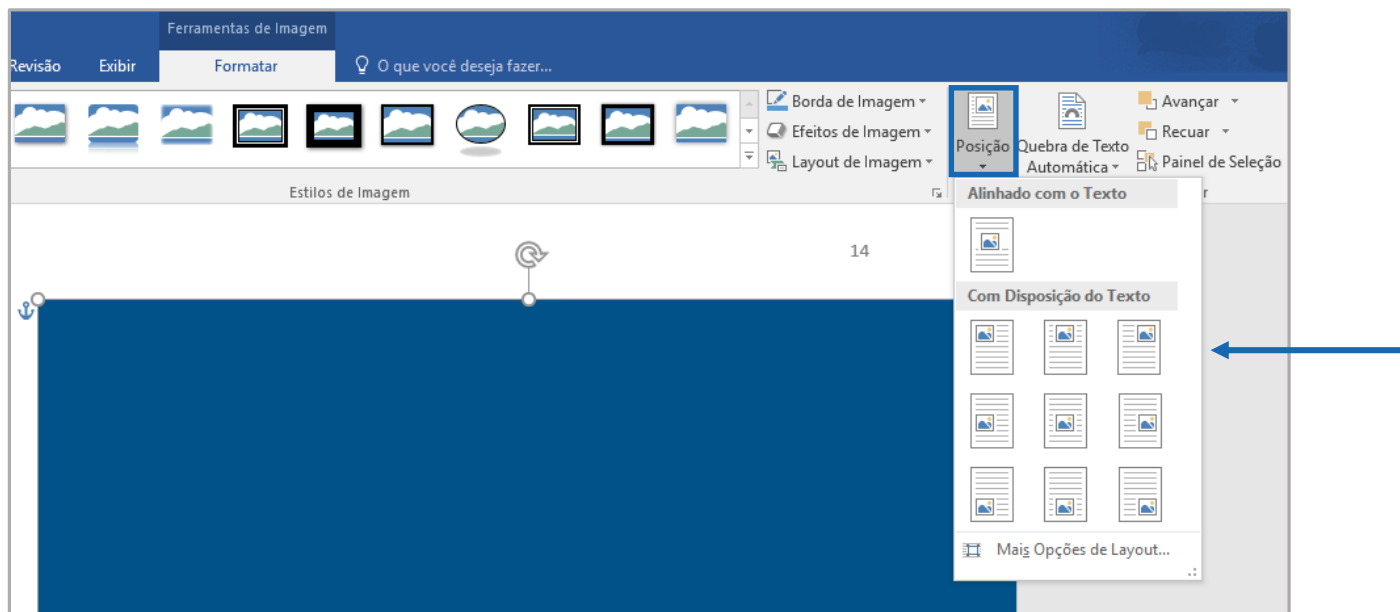 Ferramentas de Imagem
Revisão Exibir Formatar O que você deseja fazer...
Borda de Imagem
Efeitos de Imagem
Layout de Imagem
Posição
Quebra de Texto
Automática
Avançar
Recuar
Painel de Seleção
Estilos de Imagem
r
Alinhado com o Texto
Com Disposição do Texto
Mais Opções de Layout...
14